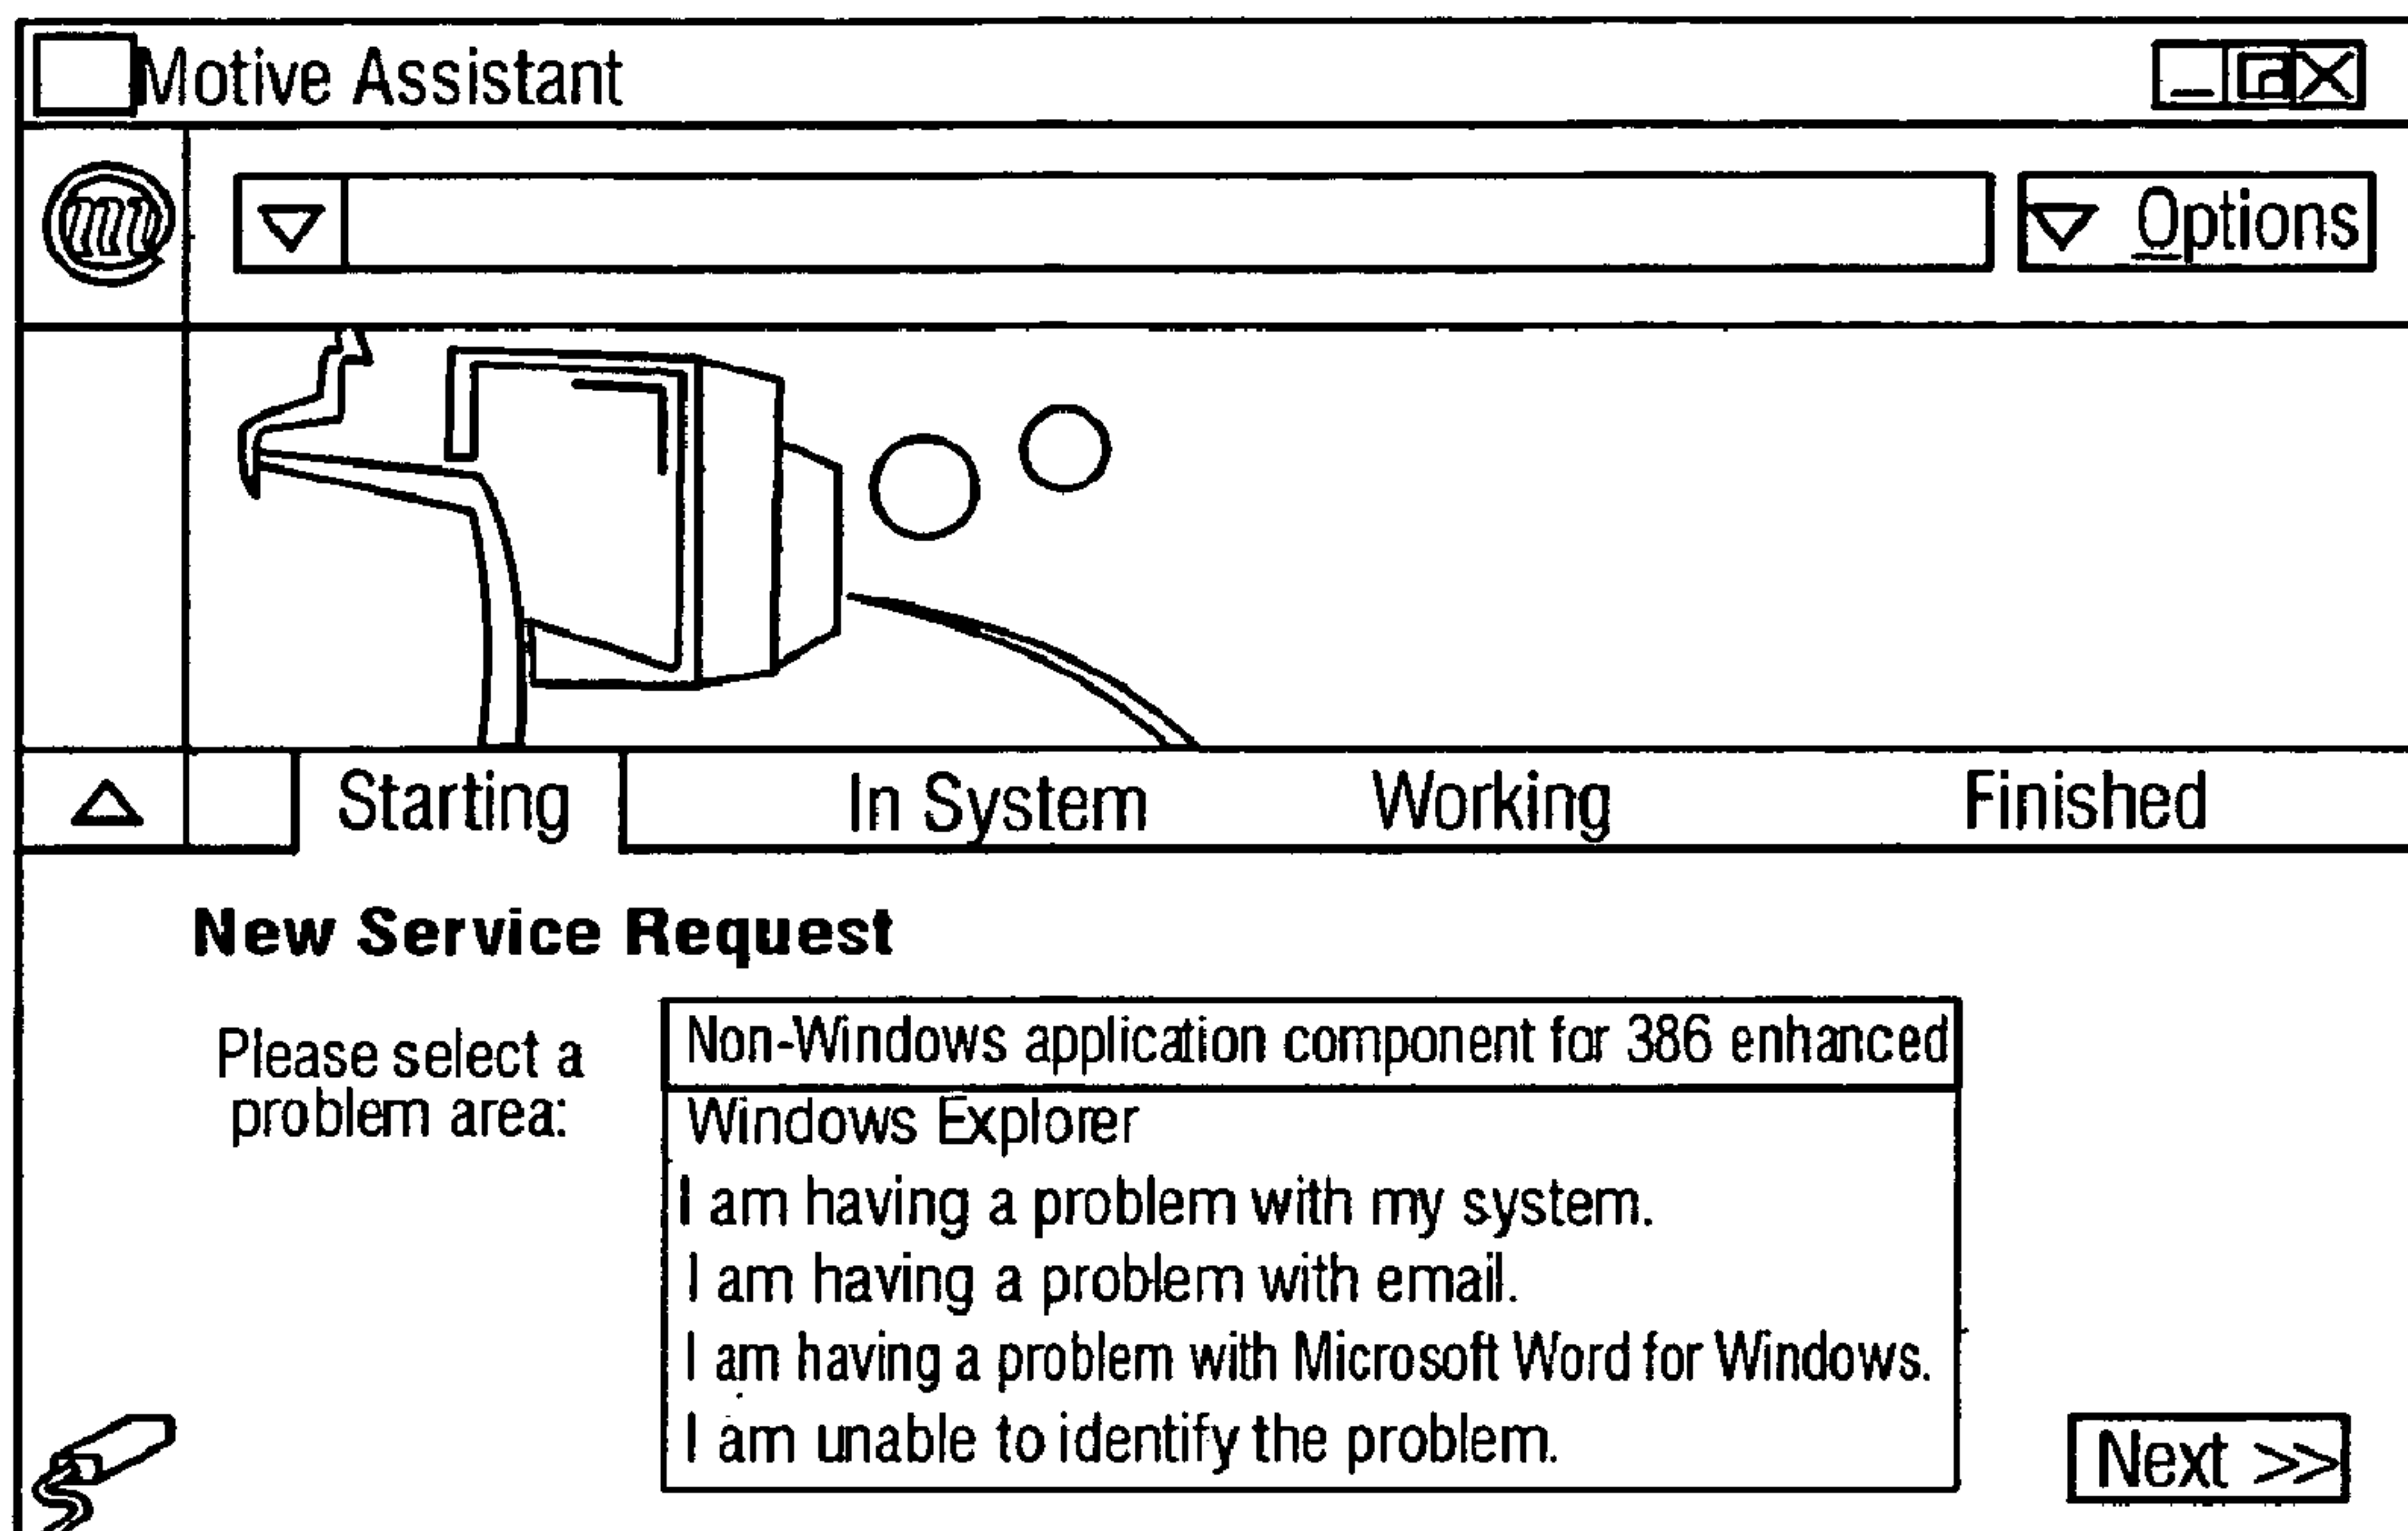 Motive Assistant
Options
Starting In System Working Finished
New Service Request
Please select a
problem area:
Non-Windows application component for 386 enhanced
Windows Explorer
I am having a problem with my system.
I am having a problem with email.
I am having a problem with Microsoft Word for Windows.
I am unable to identify the problem.
Next >>